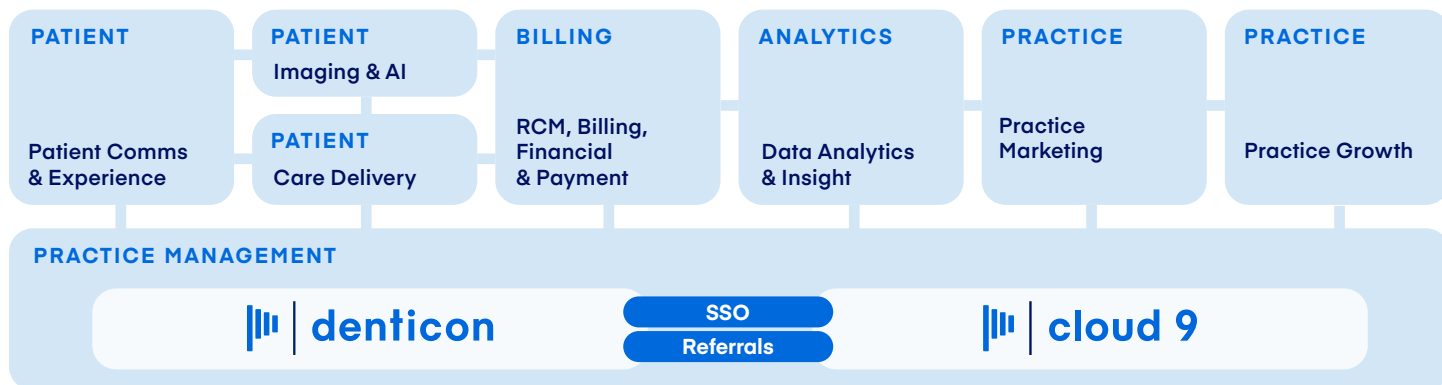 PATIENT
Patient Comms
& Experience
PATIENT
Imaging & AI
PATIENT
Care Delivery
BILLING
RCM, Billing,
Financial
& Payment
ANALYTICS
Data Analytics
& Insight
PRACTICE
Practice
Marketing
PRACTICE
Practice Growth
PRACTICE MANAGEMENT
denticon
SSO
Referrals
cloud 9